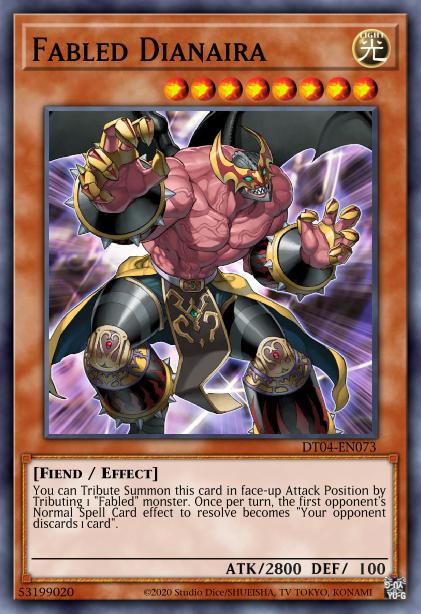 Fabled Dianaira
LIGHT
光
DT04-EN073
[Fiend / Effect]
You can Tribute Summon this card in face-up Attack Position by
Tributing 1 "Fabled" monster. Once per turn, the first opponent's
Normal Spell Card effect to resolve becomes "Your opponent
discards 1 card".
ATK/2800 DEF/ 100
53199020
©2020 Studio Dice/SHUEISHA, TV TOKYO, KONAMI